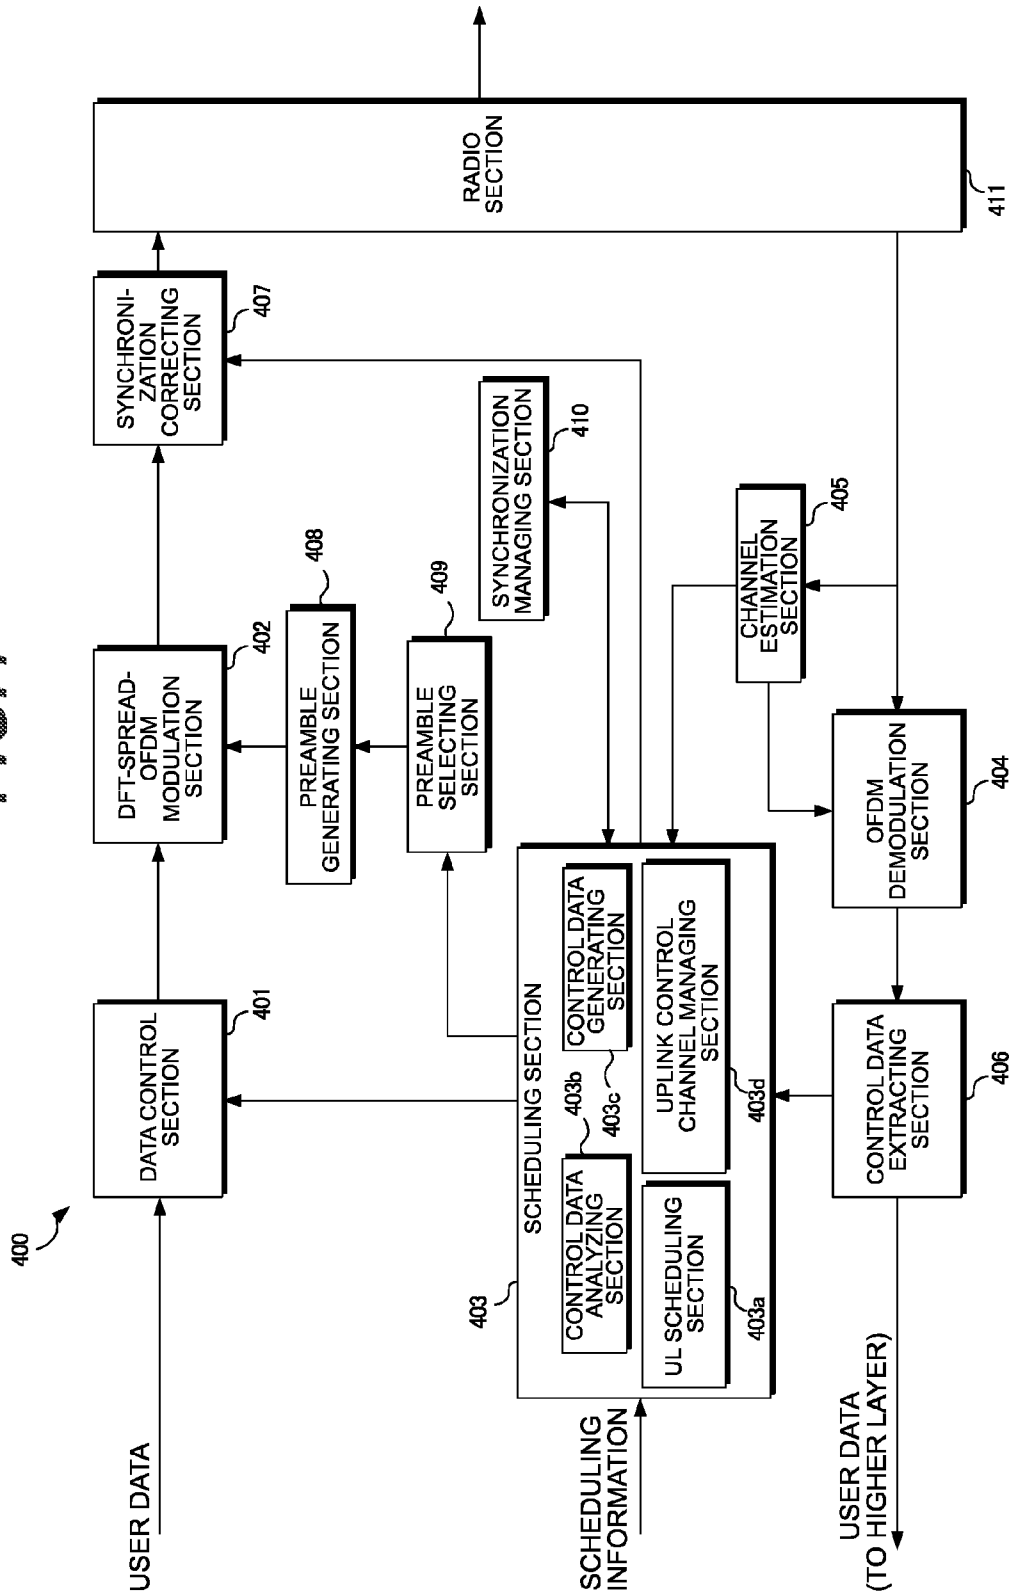 400
USER DATA
DATA CONTROL
SECTION
401
DFT-SPREAD-
OFDM
MODULATION
SECTION
402
SYNCHRONI-
ZATION
CORRECTING
SECTION
407
RADIO
SECTION
411
PREAMBLE
GENERATING SECTION
408
PREAMBLE
SELECTING
SECTION
409
SYNCHRONIZATION
MANAGING SECTION
410
SCHEDULING
INFORMATION
403
SCHEDULING SECTION
CONTROL DATA
ANALYZING
SECTION
403b
CONTROL DATA
GENERATING
SECTION
403c
UL SCHEDULING
SECTION
403a
UPLINK CONTROL
CHANNEL MANAGING
SECTION
403d
CHANNEL
ESTIMATION
SECTION
405
USER DATA
(TO HIGHER LAYER)
CONTROL DATA
EXTRACTING
SECTION
406
OFDM
DEMODULATION
SECTION
404